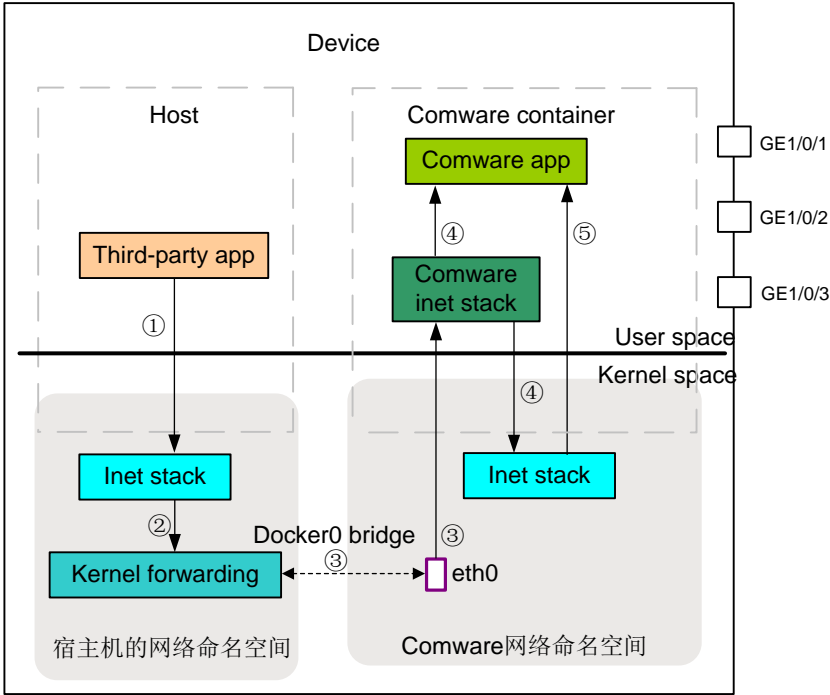 Device
Host
Comware container
GE1/0/1
Comware app
④
⑤
GE1/0/2
Third-party app
Comware
inet stack
GE1/0/3
①
User space
Kernel space
④
Inet stack
Inet stack
②
Docker0 bridge
③
③
Kernel forwarding
eth0
宿主机的网络命名空间
Comware网络命名空间